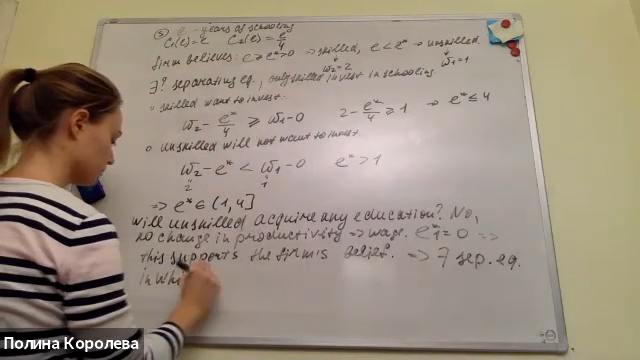 ③ e - years of schooling
C₁(e)=e C₂(e)=e/4
firm believes: e ≥ e*>0 → skilled, e < e* → unskilled.
w₂=2 w₁=1
∃? separating eq., only skilled invest in schooling.
o skilled want to invest.
w₂ - e*/4 ≥ w₁-0 2 - e*/4 ≥ 1 → e* ≤ 4
o unskilled will not want to invest.
w₂ - e* < w₁ - 0 e* > 1
2 1
=> e* ∈ (1,4]
Will unskilled acquire any education? No,
no change in productivity => wage. e*₁=0 =>
this supports the firm's belief. => ∃ sep. eq.
in whi
Полина Королева